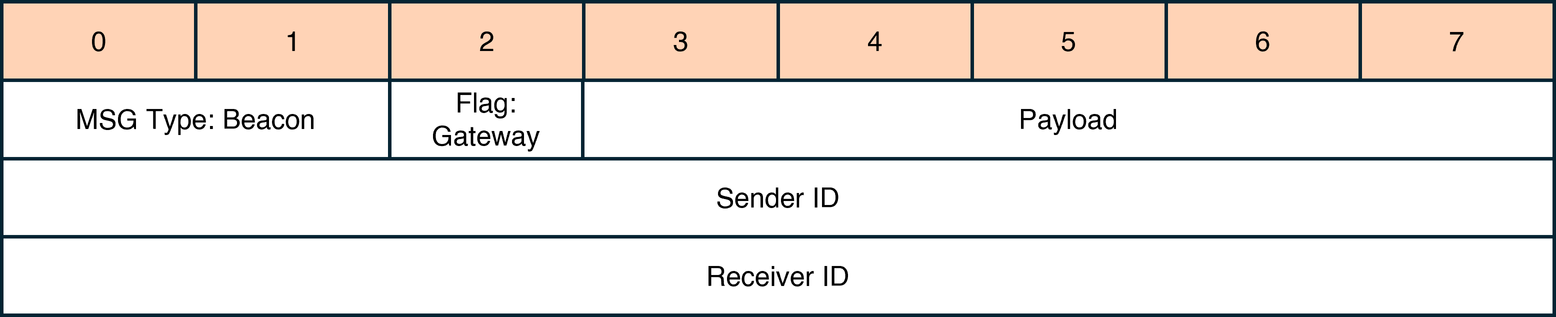 0 1 2 3 4 5 6 7
MSG Type: Beacon
Flag:
Gateway
Payload
Sender ID
Receiver ID